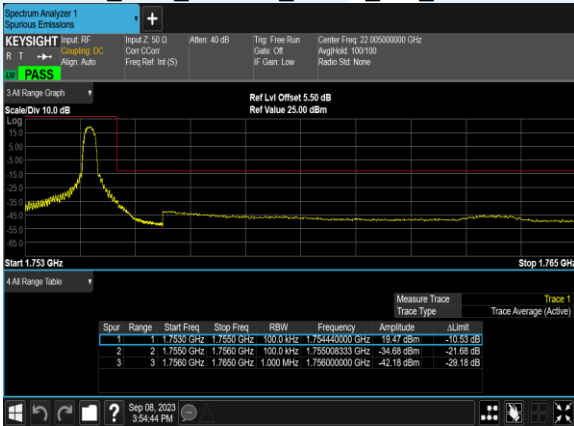 Spectrum Analyzer 1
Spurious Emissions
KEYSIGHT Input: RF Input Z: 50 Ω Atten: 40 dB Trig: Free Run Center Freq: 22.005000000 GHz
R T Coupling: DC Corr CCorr Gate: Off Avg|Hold: 100/100
Align: Auto Freq Ref: Int (S) IF Gain: Low Radio Std: None
PASS
3 All Range Graph
Ref Lvl Offset 5.50 dB
Scale/Div 10.0 dB Ref Value 25.00 dBm
Log
15.0
5.00
-5.00
-15.0
-25.0
-35.0
-45.0
-55.0
-65.0
Start 1.753 GHz Stop 1.765 GHz
4 All Range Table
Measure Trace Trace 1
Trace Type Trace Average (Active)
Spur Range Start Freq Stop Freq RBW Frequency Amplitude ΔLimit
1 1 1.7530 GHz 1.7550 GHz 100.0 kHz 1.754440000 GHz 19.47 dBm -10.53 dB
2 2 1.7550 GHz 1.7560 GHz 100.0 kHz 1.755008333 GHz -34.68 dBm -21.68 dB
3 3 1.7560 GHz 1.7650 GHz 1.000 MHz 1.756000000 GHz -42.18 dBm -29.18 dB
Sep 08, 2023
3:54:44 PM